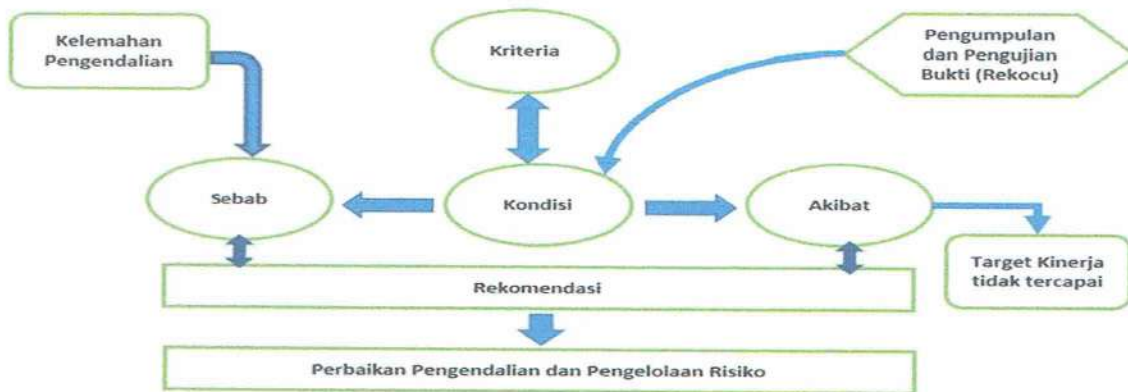 Kelemahan
Pengendalian
Kriteria
Pengumpulan
dan Pengujian
Bukti (Rekocu)
Sebab
Kondisi
Akibat
Target Kinerja
tidak tercapai
Rekomendasi
Perbaikan Pengendalian dan Pengelolaan Risiko